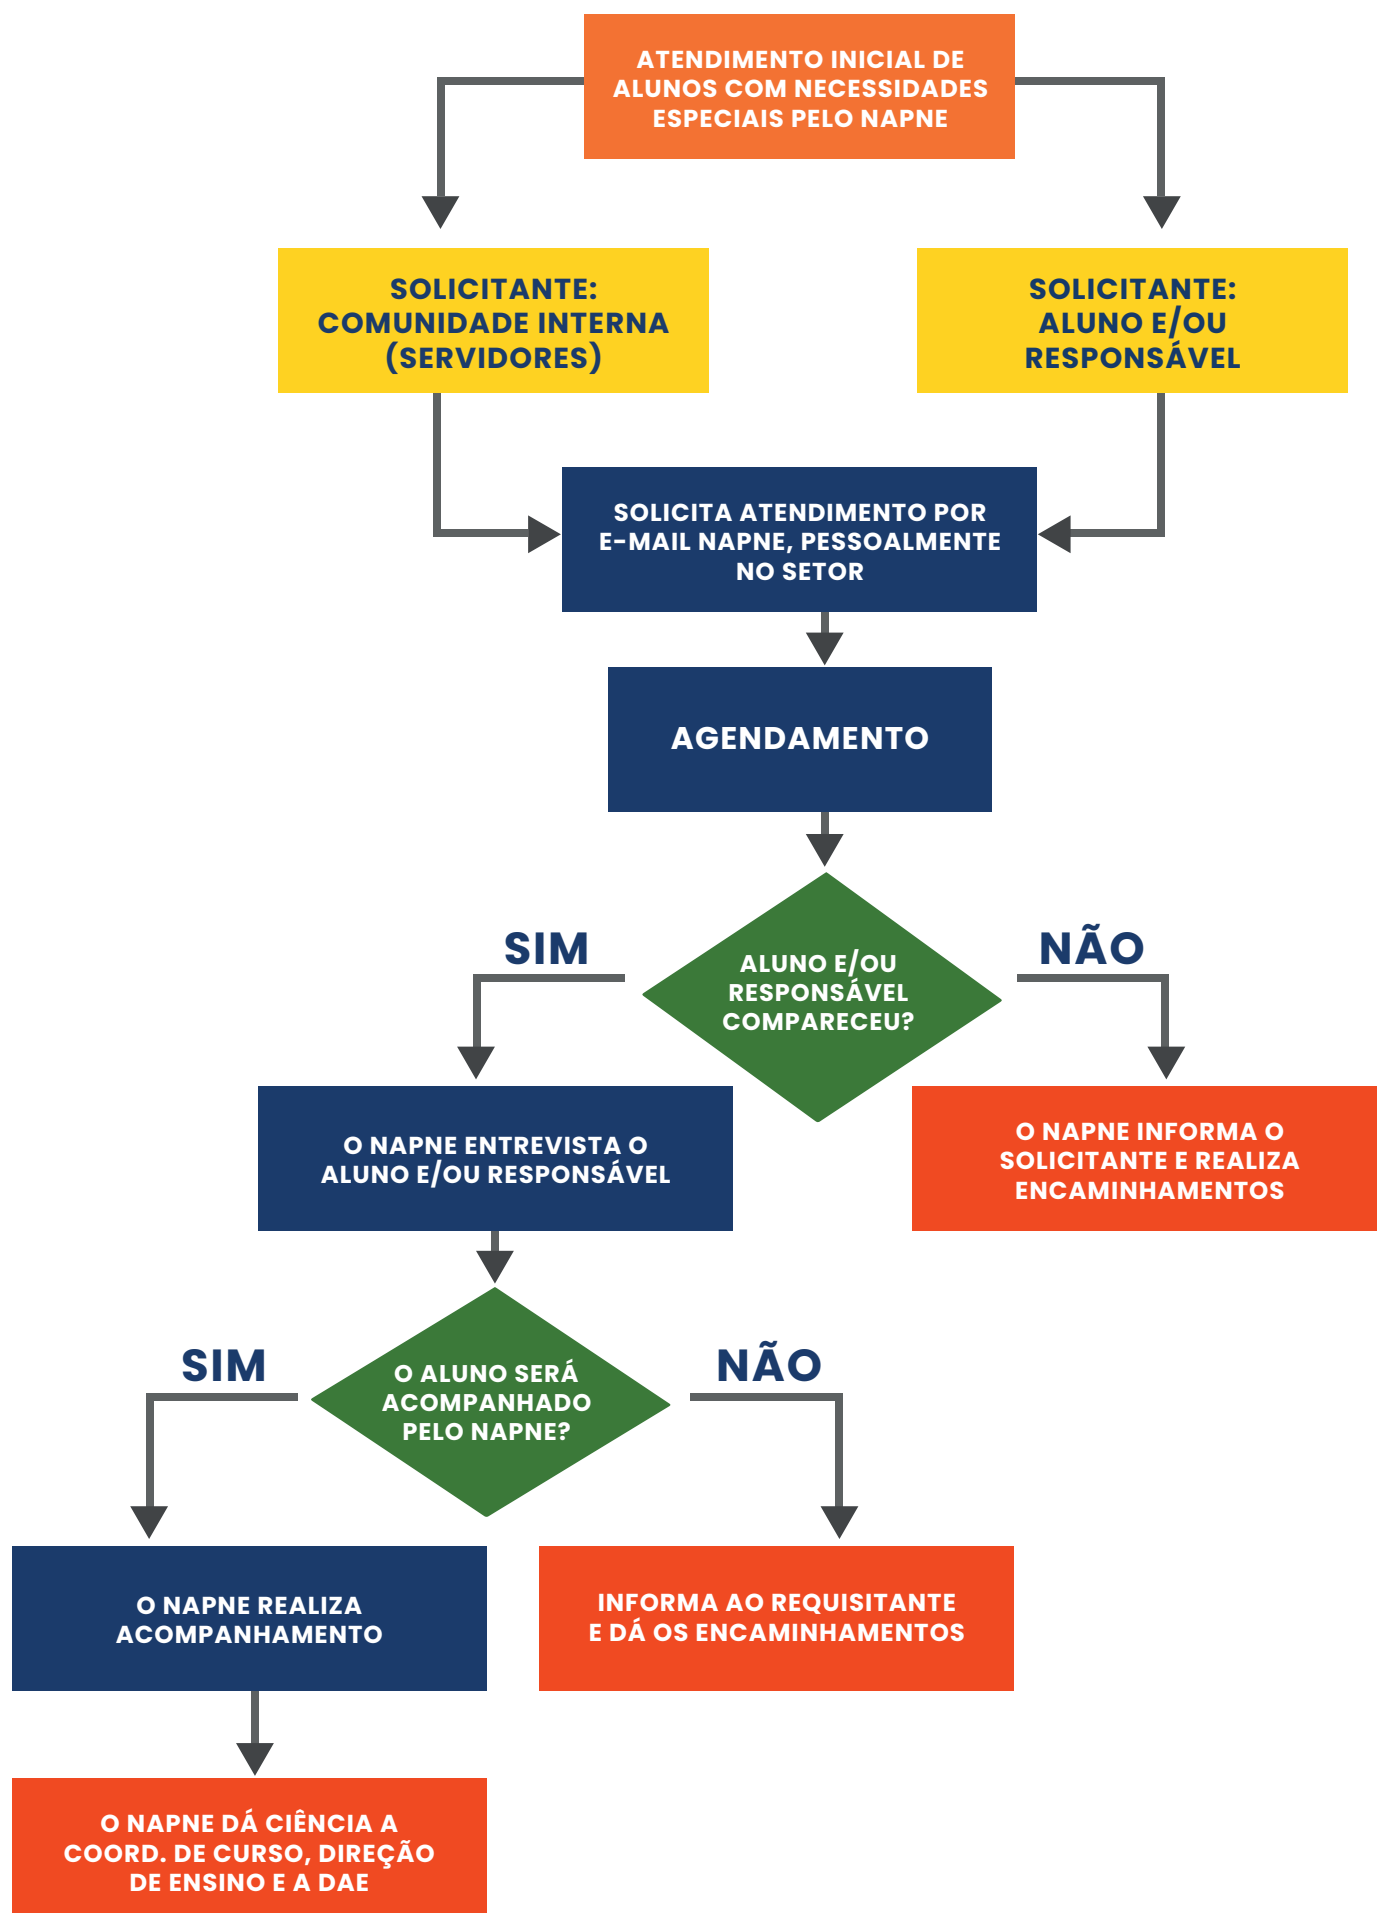 ATENDIMENTO INICIAL DE
ALUNOS COM NECESSIDADES
ESPECIAIS PELO NAPNE
SOLICITANTE:
COMUNIDADE INTERNA
(SERVIDORES)
SOLICITANTE:
ALUNO E/OU
RESPONSÁVEL
SOLICITA ATENDIMENTO POR
E-MAIL NAPNE, PESSOALMENTE
NO SETOR
AGENDAMENTO
ALUNO E/OU
RESPONSÁVEL
COMPARECEU?
SIM
NÃO
O NAPNE ENTREVISTA O
ALUNO E/OU RESPONSÁVEL
O NAPNE INFORMA O
SOLICITANTE E REALIZA
ENCAMINHAMENTOS
O ALUNO SERÁ
ACOMPANHADO
PELO NAPNE?
SIM
NÃO
O NAPNE REALIZA
ACOMPANHAMENTO
INFORMA AO REQUISITANTE
E DÁ OS ENCAMINHAMENTOS
O NAPNE DÁ CIÊNCIA A
COORD. DE CURSO, DIREÇÃO
DE ENSINO E A DAE